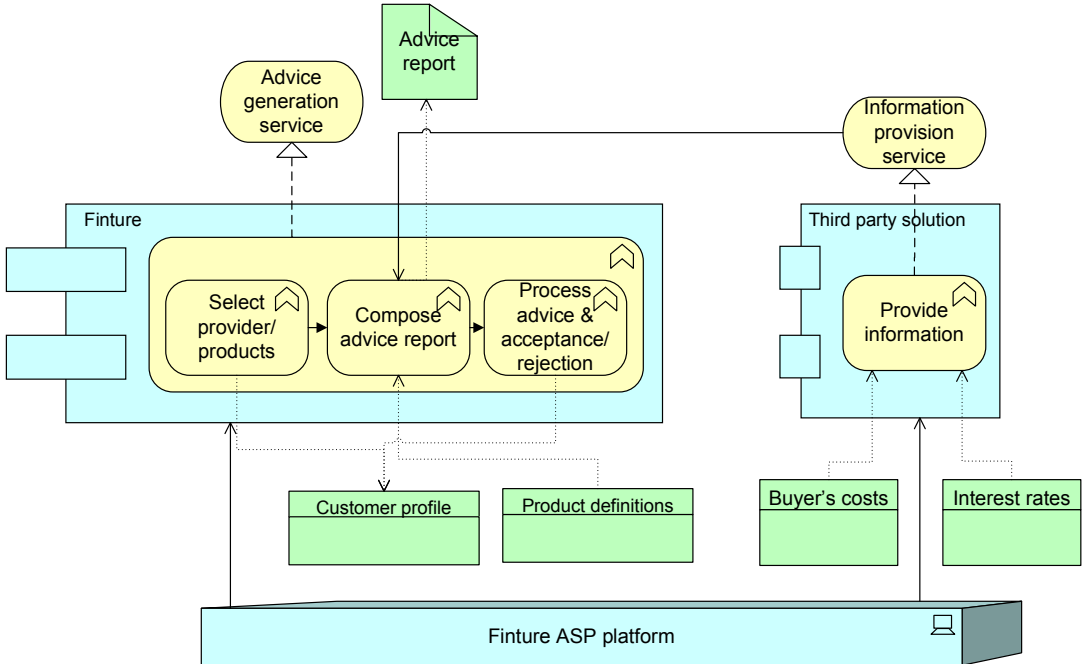 Advice
report
Advice
generation
service
Information
provision
service
Finture
Third party solution
Select
provider/
products
Compose
advice report
Process
advice &
acceptance/
rejection
Provide
information
Customer profile
Product definitions
Buyer's costs
Interest rates
Finture ASP platform